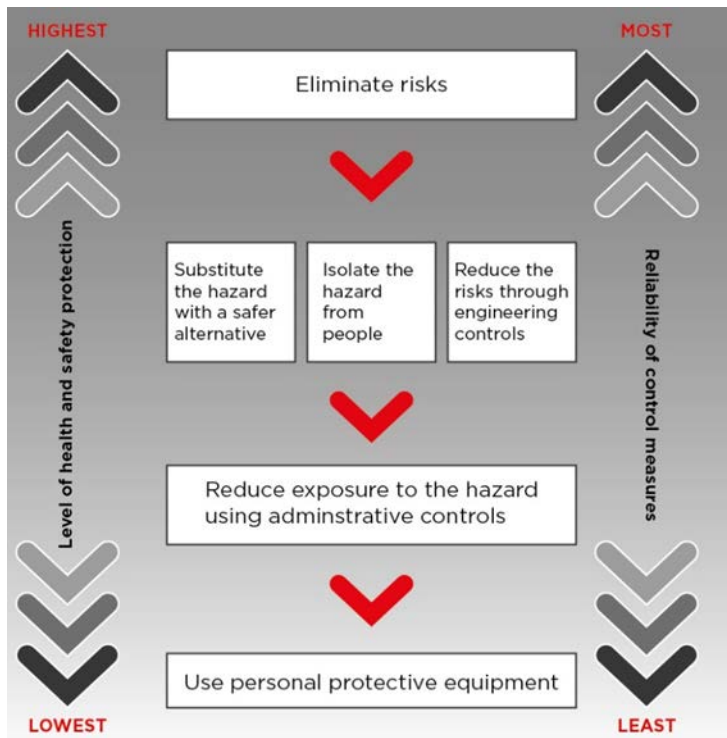 HIGHEST
MOST
Eliminate risks
Substitute
the hazard
with a safer
alternative
Isolate the
hazard
from
people
Reduce the
risks through
engineering
controls
Level of health and safety protection
Reliability of control measures
Reduce exposure to the hazard
using adminstrative controls
Use personal protective equipment
LOWEST
LEAST